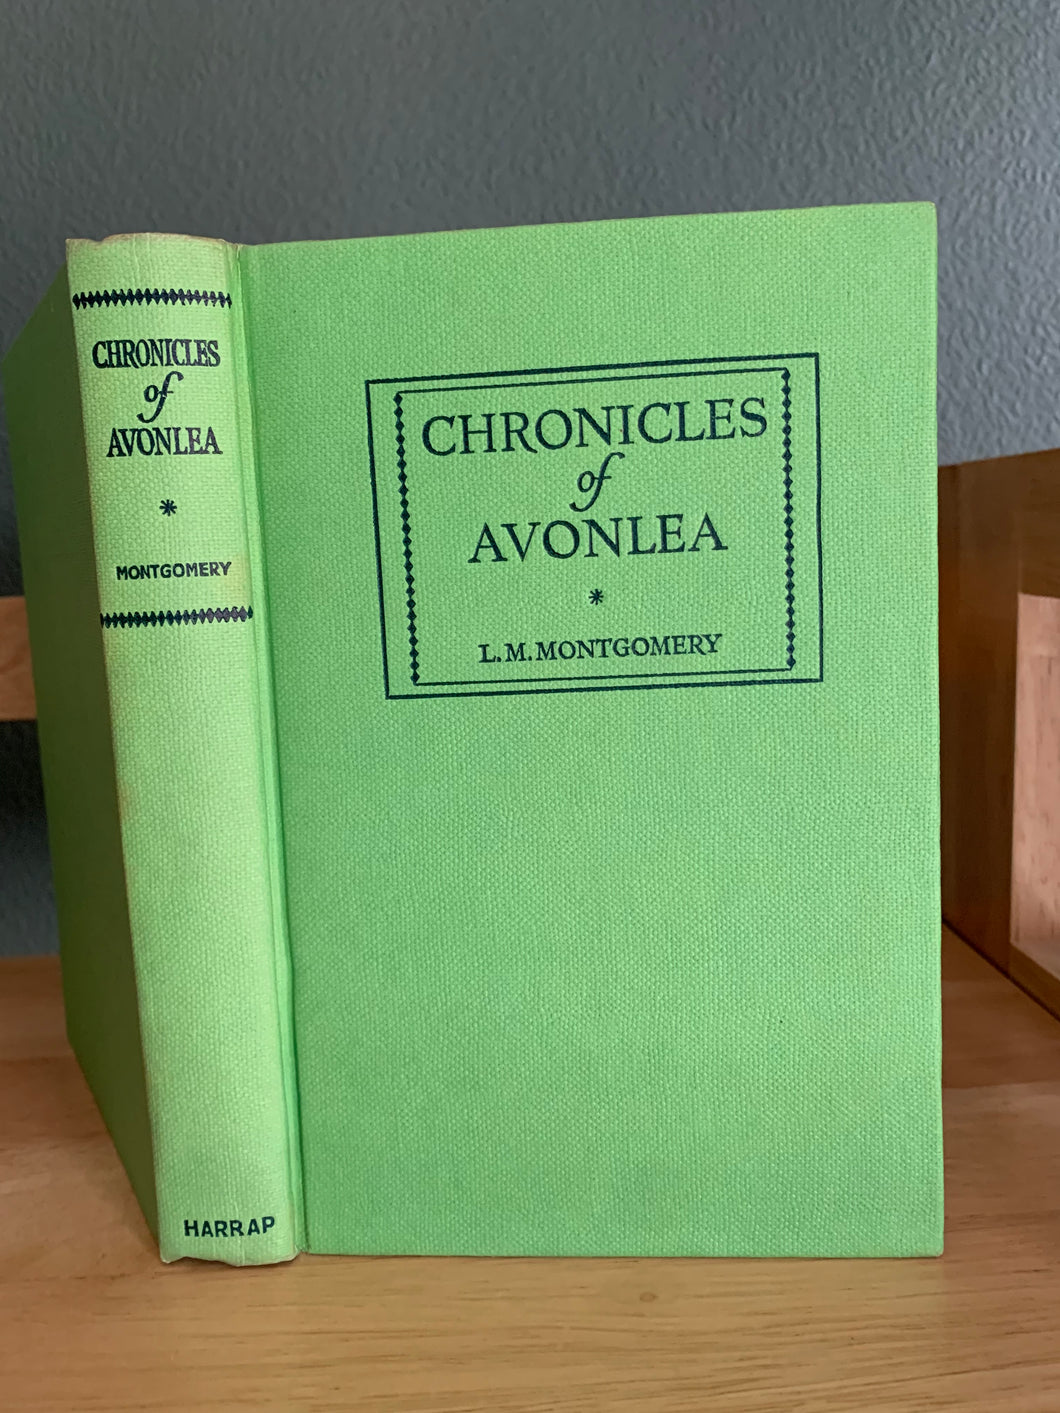 CHRONICLES
of
AVONLEA
*
MONTGOMERY
HARRAP
CHRONICLES
of
AVONLEA
*
L. M. MONTGOMERY